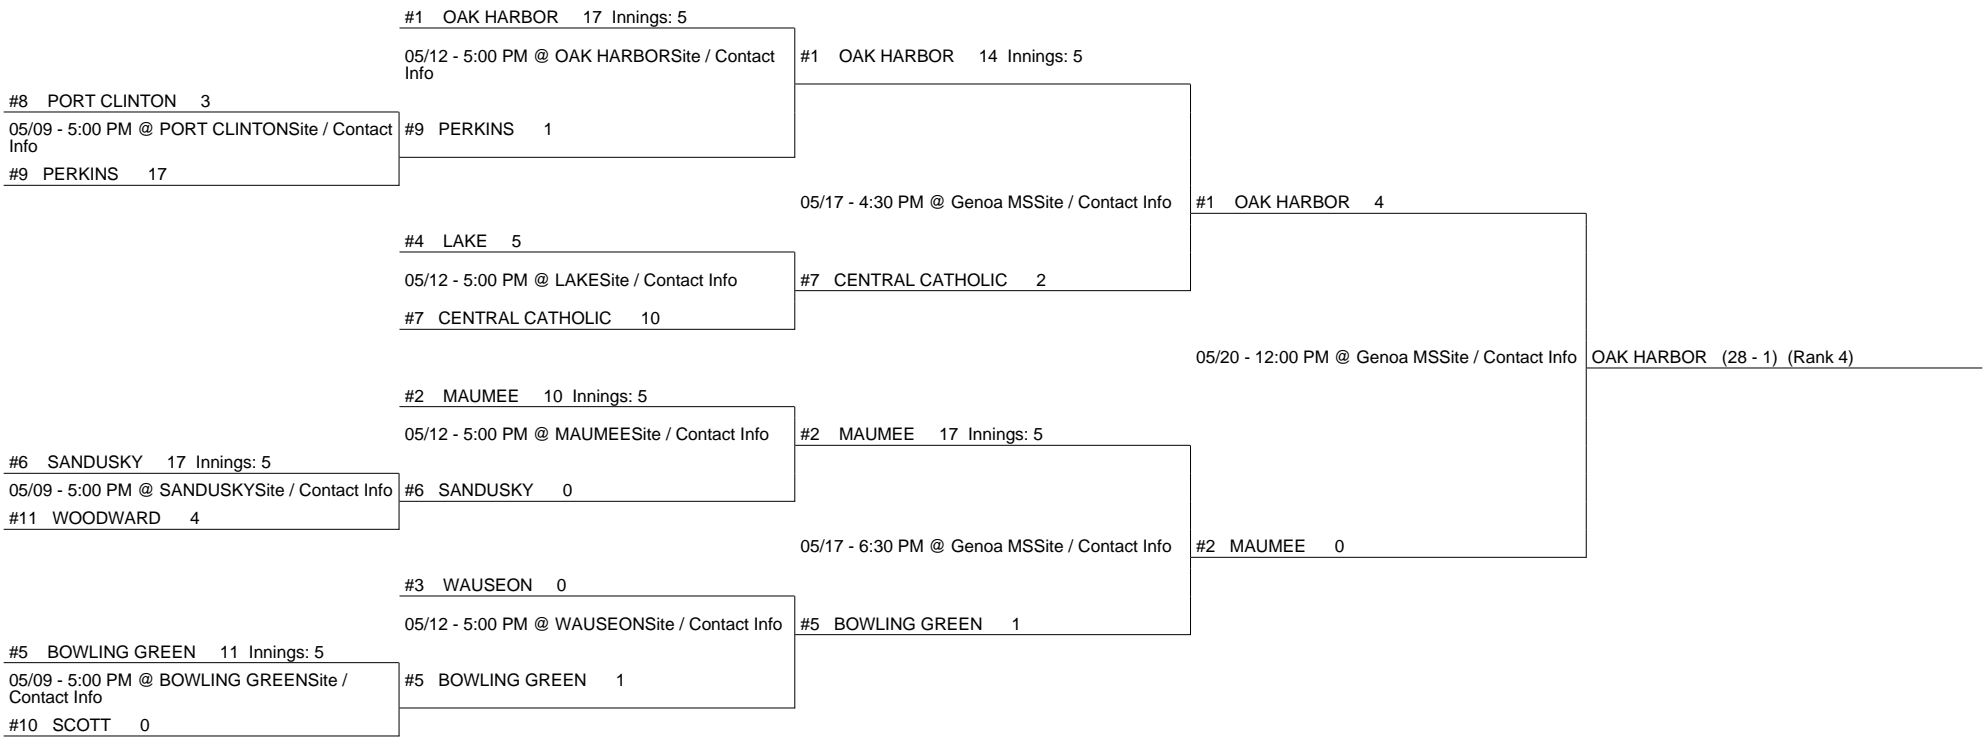 #1 OAK HARBOR 17 Innings: 5
05/12 - 5:00 PM @ OAK HARBORSite / Contact
Info
#8 PORT CLINTON 3
05/09 - 5:00 PM @ PORT CLINTONSite / Contact
Info
#9 PERKINS 17
#9 PERKINS 1
#1 OAK HARBOR 14 Innings: 5
05/17 - 4:30 PM @ Genoa MSSite / Contact Info
#4 LAKE 5
05/12 - 5:00 PM @ LAKESite / Contact Info
#7 CENTRAL CATHOLIC 10
#7 CENTRAL CATHOLIC 2
#1 OAK HARBOR 4
05/20 - 12:00 PM @ Genoa MSSite / Contact Info
OAK HARBOR (28 - 1) (Rank 4)
#2 MAUMEE 10 Innings: 5
05/12 - 5:00 PM @ MAUMEESite / Contact Info
#6 SANDUSKY 17 Innings: 5
05/09 - 5:00 PM @ SANDUSKYSite / Contact Info
#11 WOODWARD 4
#6 SANDUSKY 0
#2 MAUMEE 17 Innings: 5
05/17 - 6:30 PM @ Genoa MSSite / Contact Info
#2 MAUMEE 0
#3 WAUSEON 0
05/12 - 5:00 PM @ WAUSEONSite / Contact Info
#5 BOWLING GREEN 1
#5 BOWLING GREEN 11 Innings: 5
05/09 - 5:00 PM @ BOWLING GREENSite /
Contact Info
#10 SCOTT 0
#5 BOWLING GREEN 1